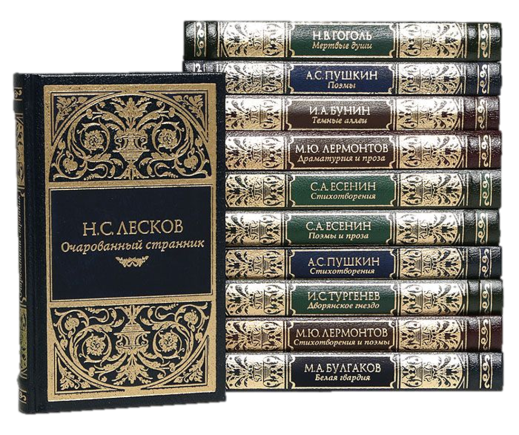 Н.С.ЛЕСКОВ
Очарованный странник
Н.В.ГОГОЛЬ
Мертвые души
А.С.ПУШКИН
Поэмы
И.А.БУНИН
Темные аллеи
М.Ю.ЛЕРМОНТОВ
Драматургия и проза
С.А.ЕСЕНИН
Стихотворения
С.А.ЕСЕНИН
Поэмы и проза
А.С.ПУШКИН
Стихотворения
И.С.ТУРГЕНЕВ
Дворянское гнездо
М.Ю.ЛЕРМОНТОВ
Стихотворения и поэмы
М.А.БУЛГАКОВ
Белая гвардия